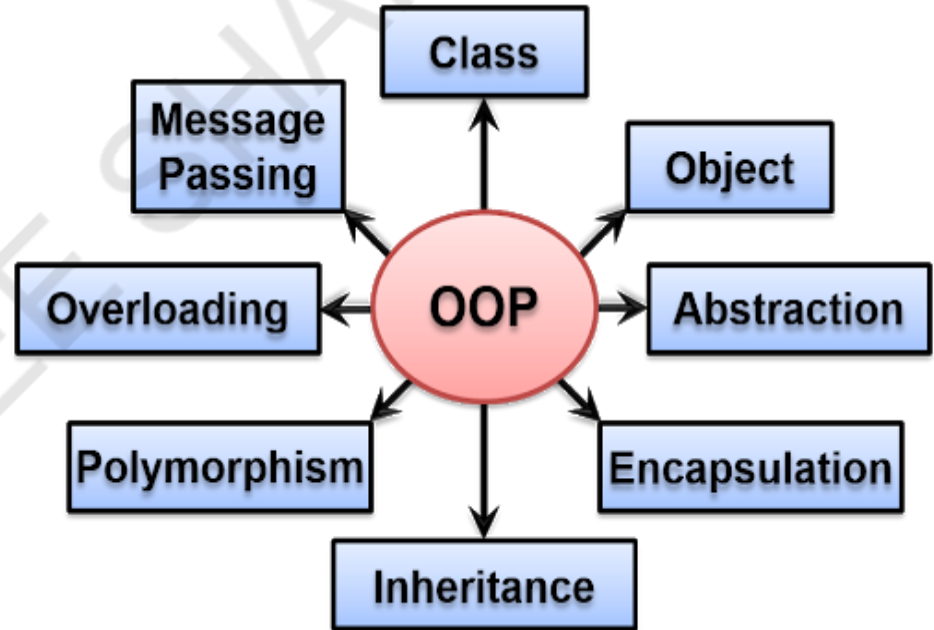 Class
Message
Passing
Object
Overloading
OOP
Abstraction
Polymorphism
Encapsulation
Inheritance